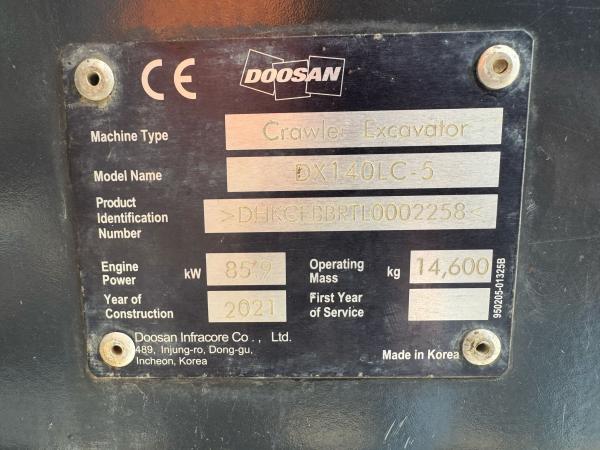 CE DOOSAN
Machine Type Crawler Excavator
Model Name DX140LC-5
Product
Identification
Number
Engine
Power kW 85.9 Operating
Mass kg 14,600
Year of
Construction 2021 First Year
of Service
950205-01325B
Doosan Infracore Co., Ltd.
489, Injung-ro, Dong-gu,
Incheon, Korea
Made in Korea